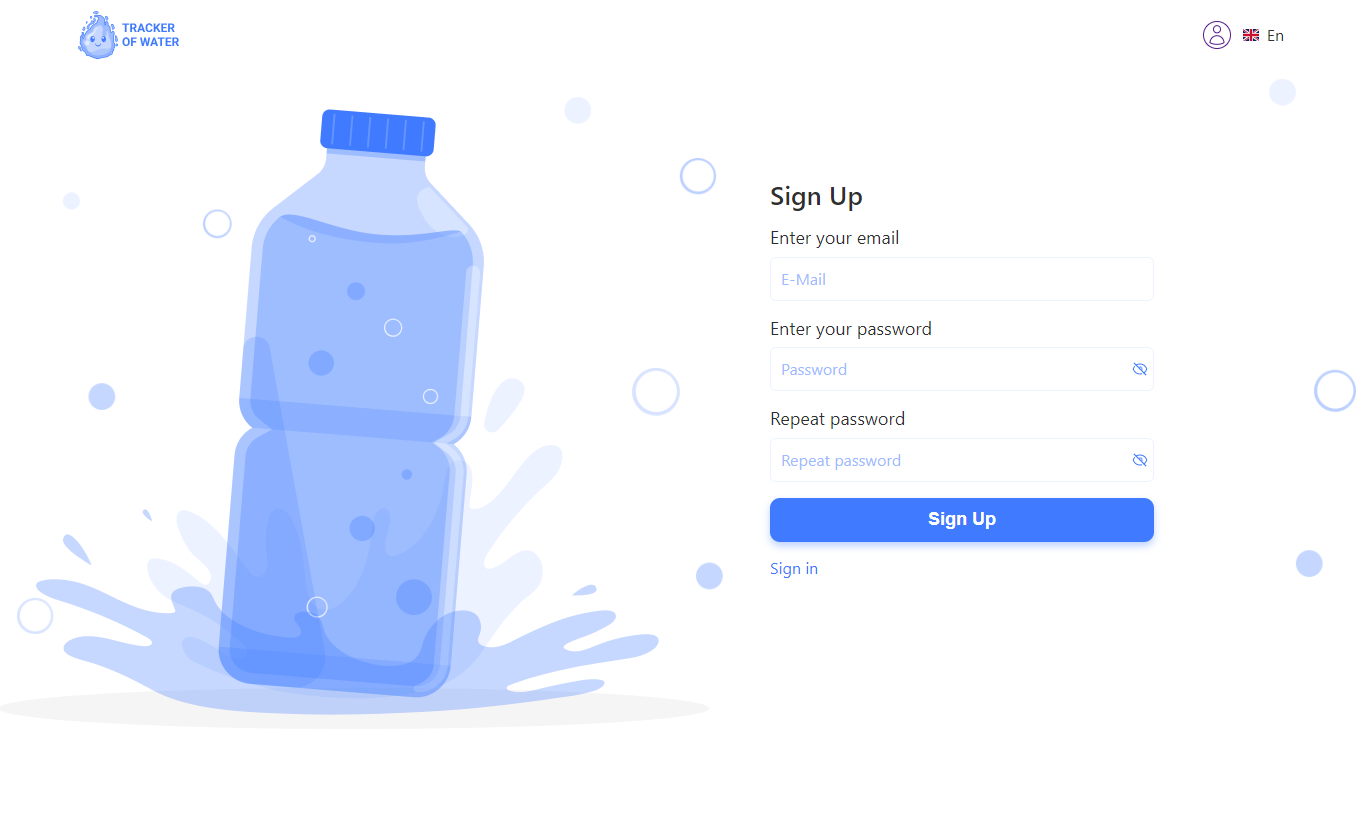 TRACKER
OF WATER
En
Sign Up
Enter your email
E-Mail
Enter your password
Password
Repeat password
Repeat password
Sign Up
Sign in